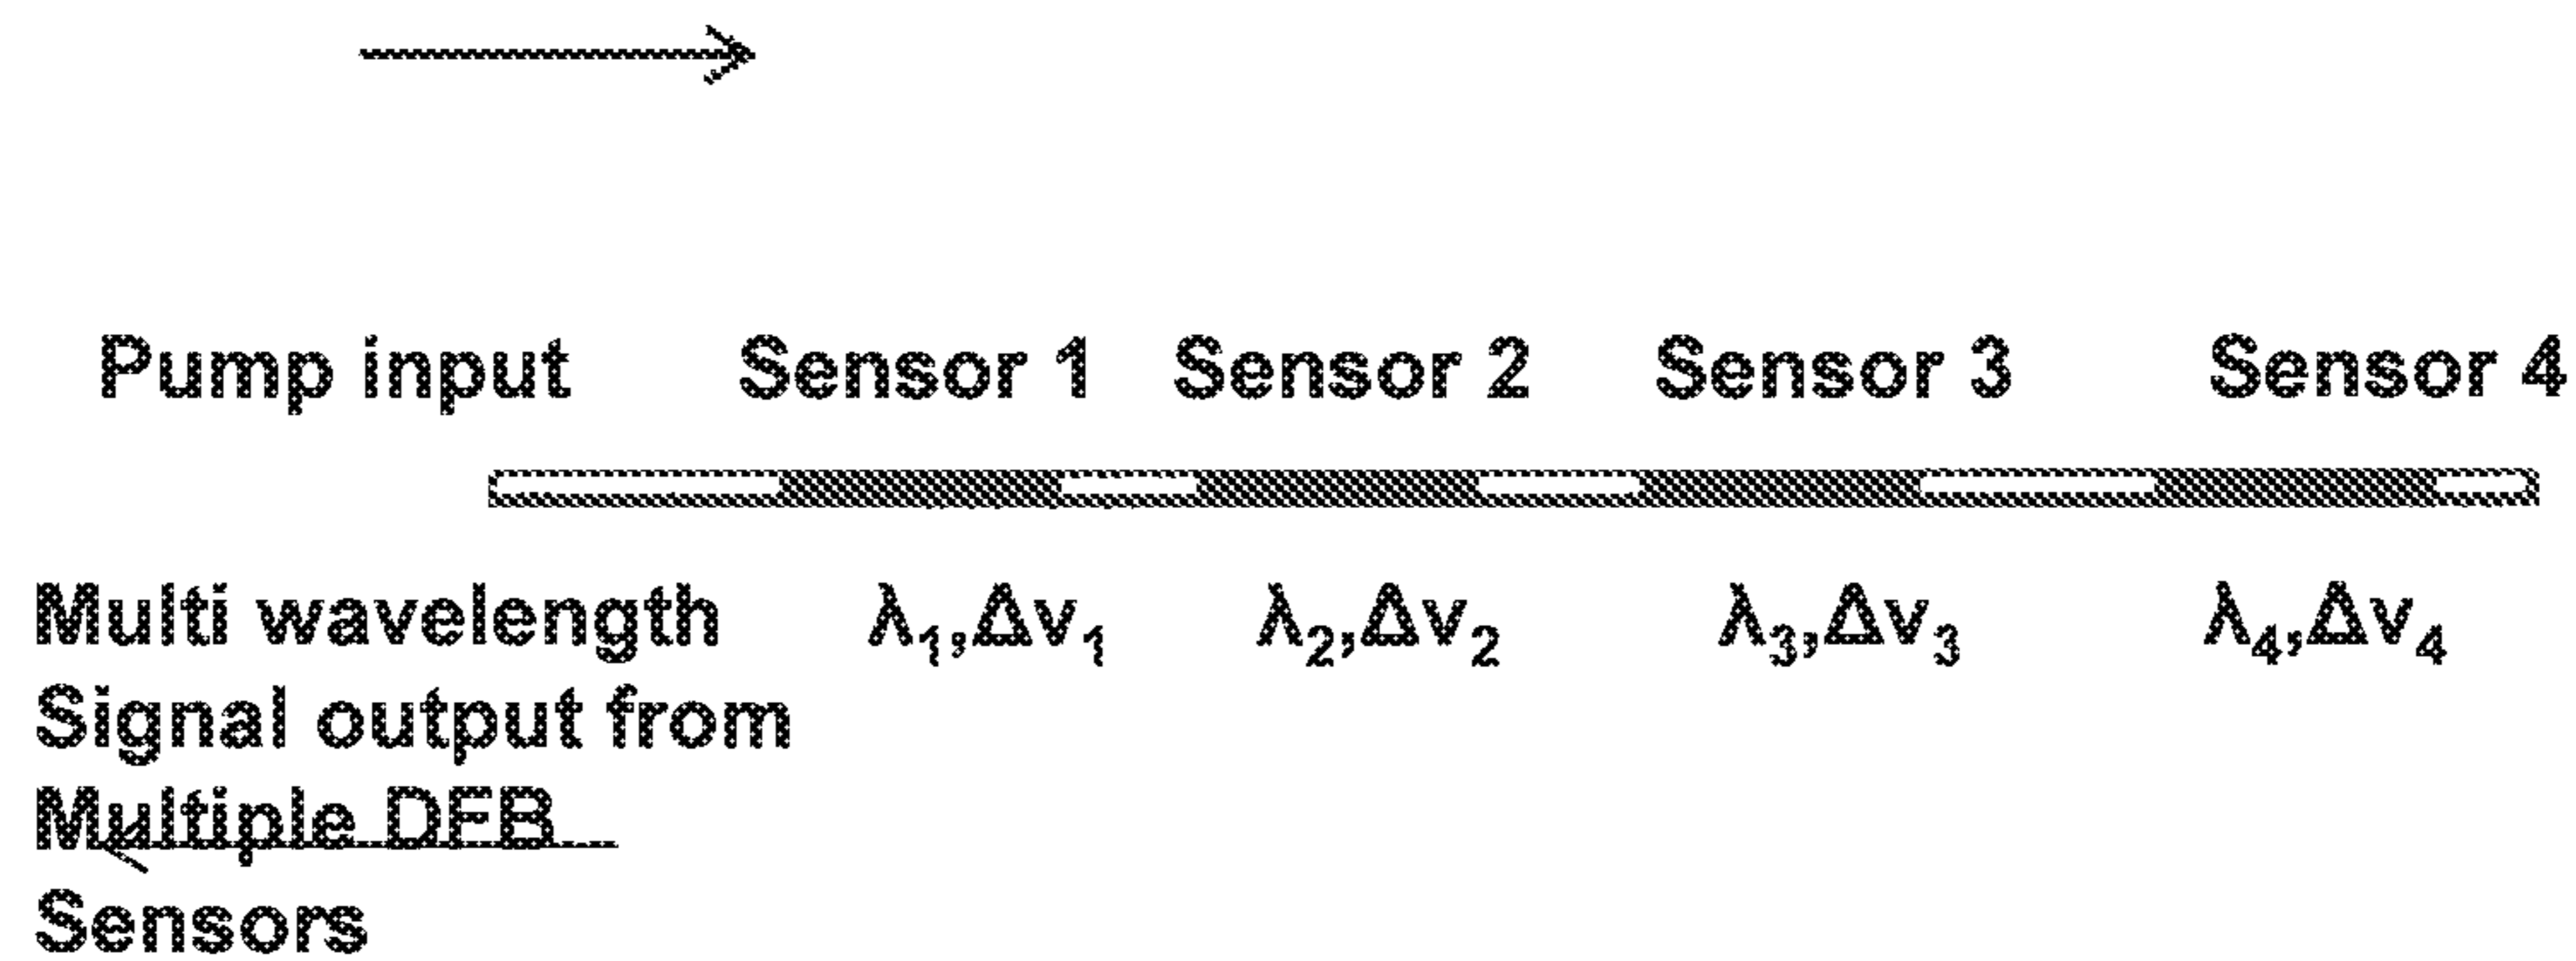 Pump input Sensor 1 Sensor 2 Sensor 3 Sensor 4
Multi wavelength λ₁,Δv₁ λ₂,Δv₂ λ₃,Δv₃ λ₄,Δv₄
Signal output from
Multiple DFB
Sensors